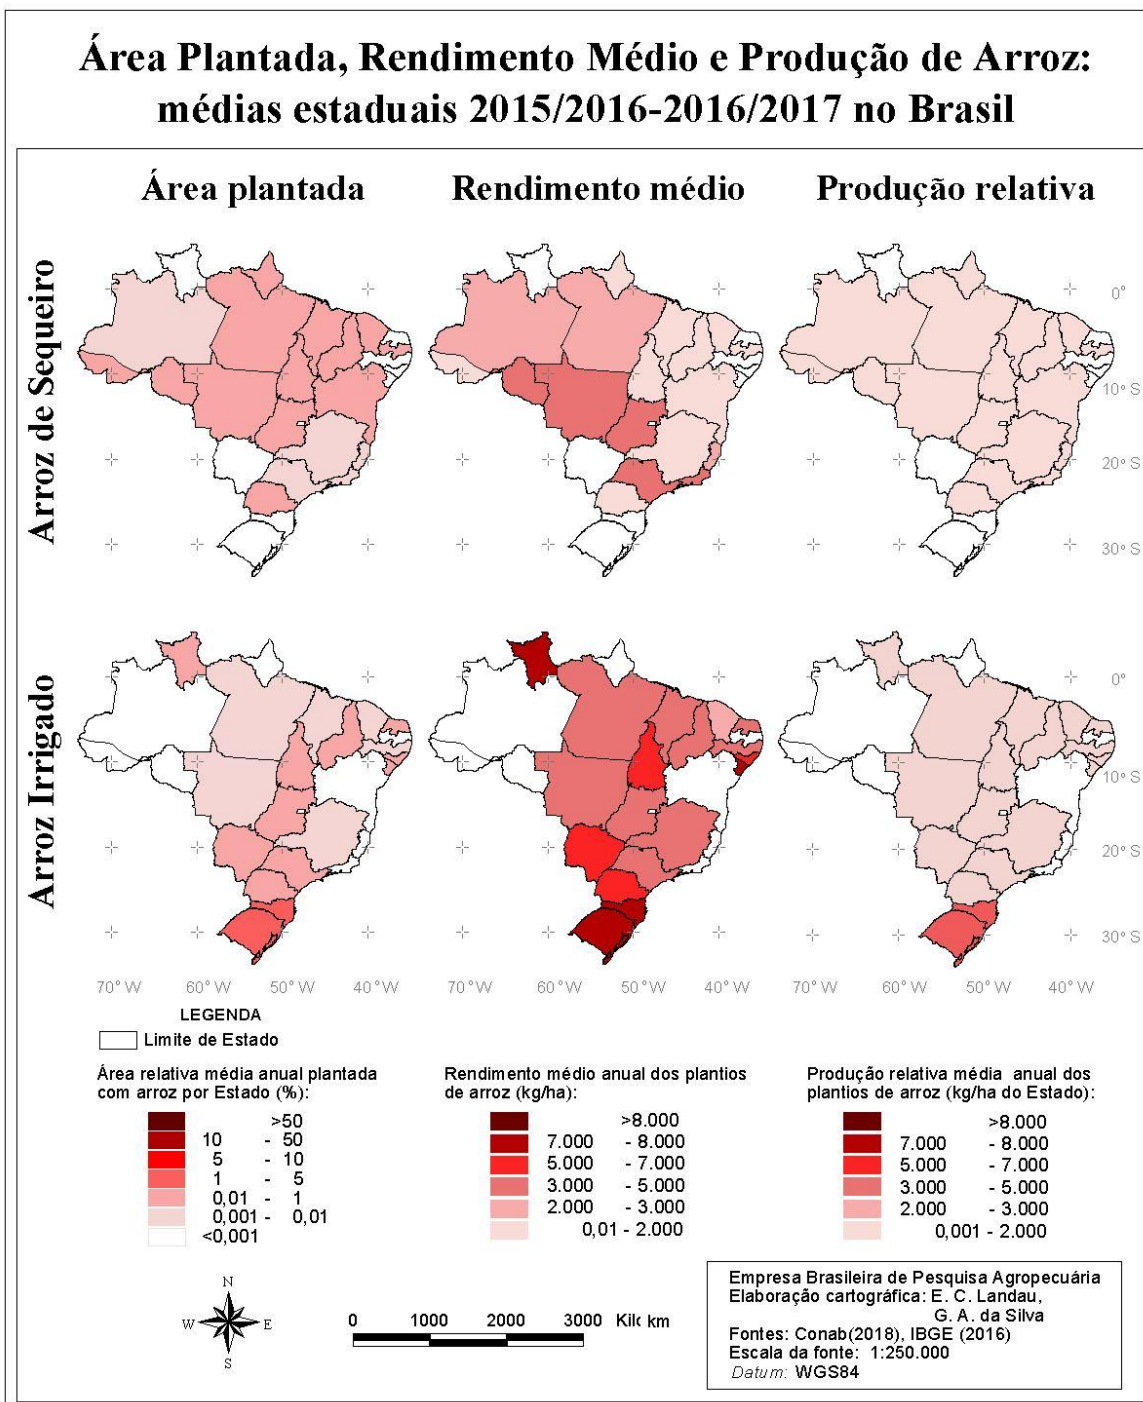 Área Plantada, Rendimento Médio e Produção de Arroz:
médias estaduais 2015/2016-2016/2017 no Brasil
Área plantada
Rendimento médio
Produção relativa
Arroz de Sequeiro
0°
10° S
20° S
30° S
Arroz Irrigado
0°
10° S
20° S
30° S
70° W 60° W 50° W 40° W
70° W 60° W 50° W 40° W
70° W 60° W 50° W 40° W
LEGENDA
Limite de Estado
Área relativa média anual plantada
com arroz por Estado (%):
>50
10 - 50
5 - 10
1 - 5
0,01 - 1
0,001 - 0,01
<0,001
Rendimento médio anual dos plantios
de arroz (kg/ha):
>8.000
7.000 - 8.000
5.000 - 7.000
3.000 - 5.000
2.000 - 3.000
0,01 - 2.000
Produção relativa média anual dos
plantios de arroz (kg/ha do Estado):
>8.000
7.000 - 8.000
5.000 - 7.000
3.000 - 5.000
2.000 - 3.000
0,001 - 2.000
N
W E
S
0 1000 2000 3000 Kilc km
Empresa Brasileira de Pesquisa Agropecuária
Elaboração cartográfica: E. C. Landau,
G. A. da Silva
Fontes: Conab(2018), IBGE (2016)
Escala da fonte: 1:250.000
Datum: WGS84